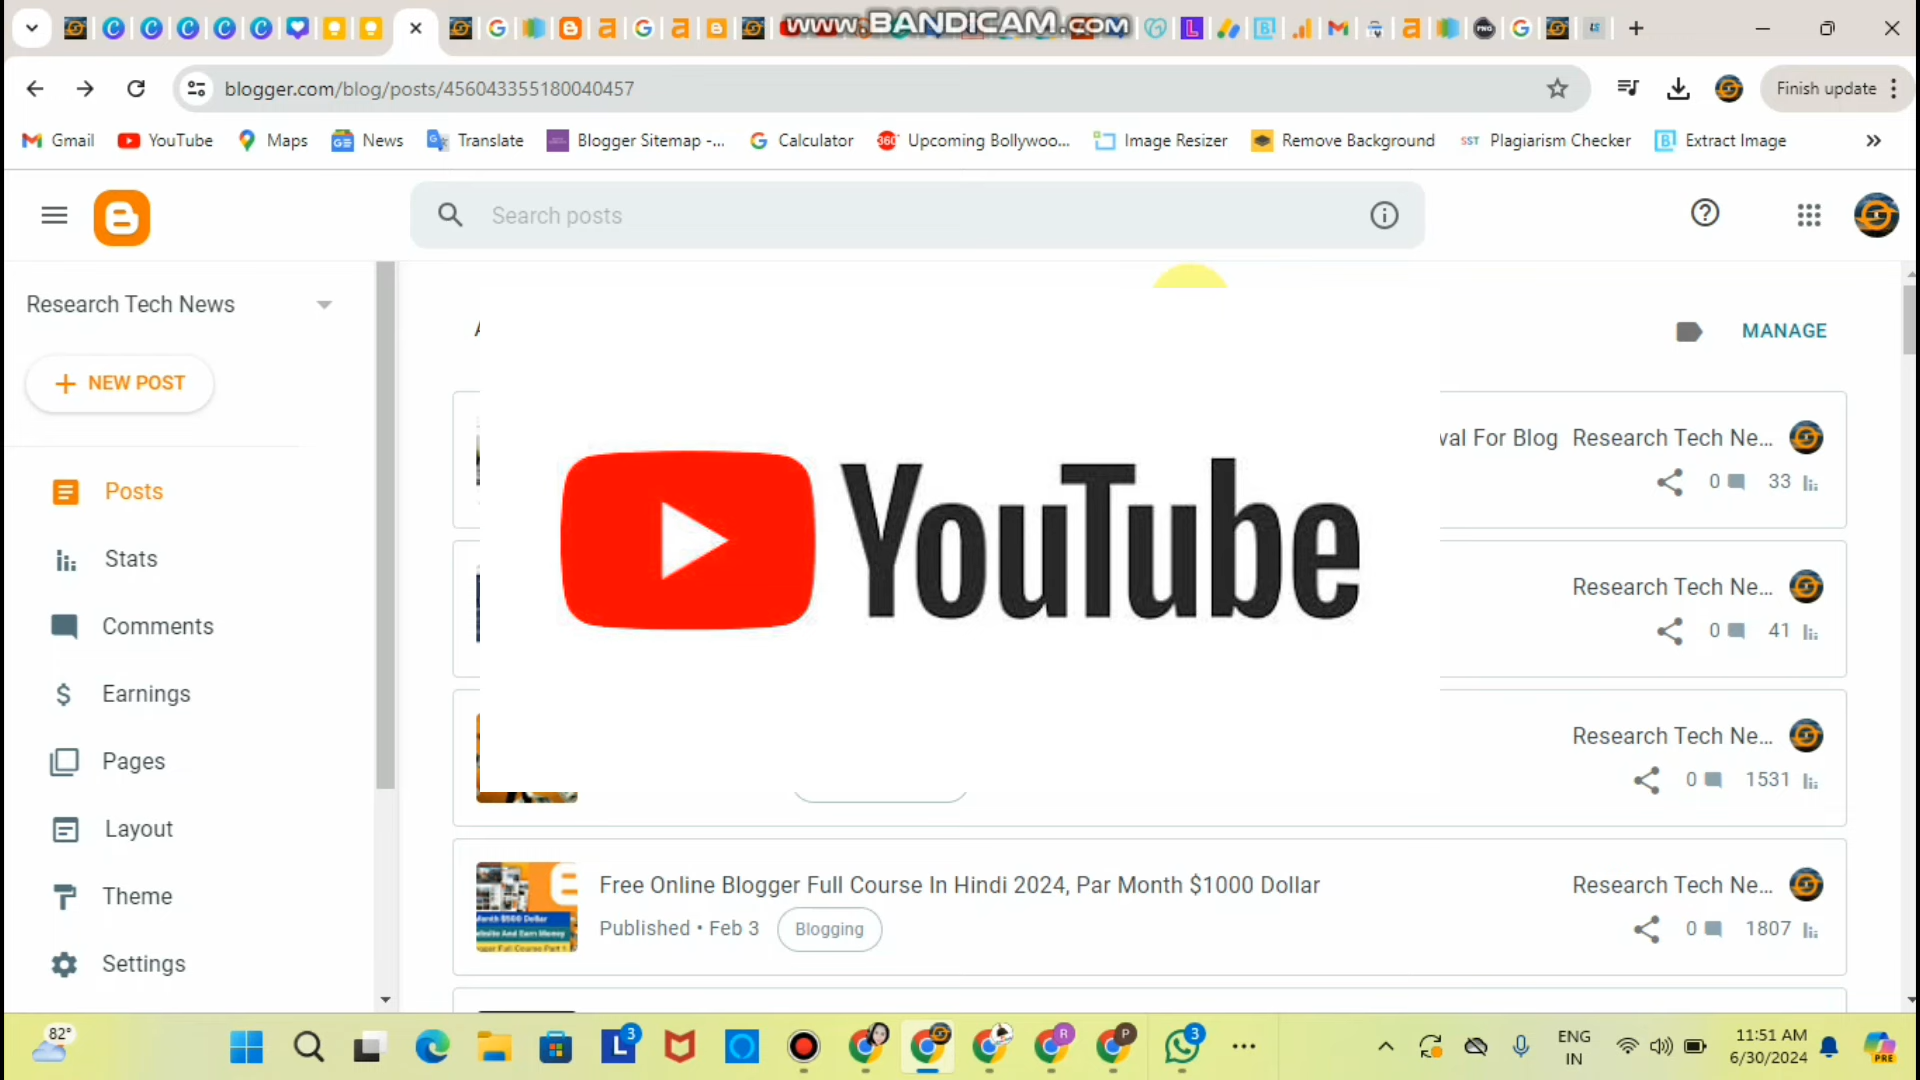 www.BANDICAM.com
blogger.com/blog/posts/456043355180040457
Finish update
Gmail
YouTube
Maps
News
Translate
Blogger Sitemap -...
Calculator
Upcoming Bollywoo...
Image Resizer
Remove Background
Plagiarism Checker
Extract Image
Search posts
Research Tech News
MANAGE
NEW POST
val For Blog
Research Tech Ne...
0
33
Posts
Stats
Comments
Earnings
Pages
Layout
Theme
Settings
YouTube
Research Tech Ne...
0
41
Research Tech Ne...
0
1531
Free Online Blogger Full Course In Hindi 2024, Par Month $1000 Dollar
Published • Feb 3
Blogging
Research Tech Ne...
0
1807
82°
3
3
ENG
IN
11:51 AM
6/30/2024
PRE